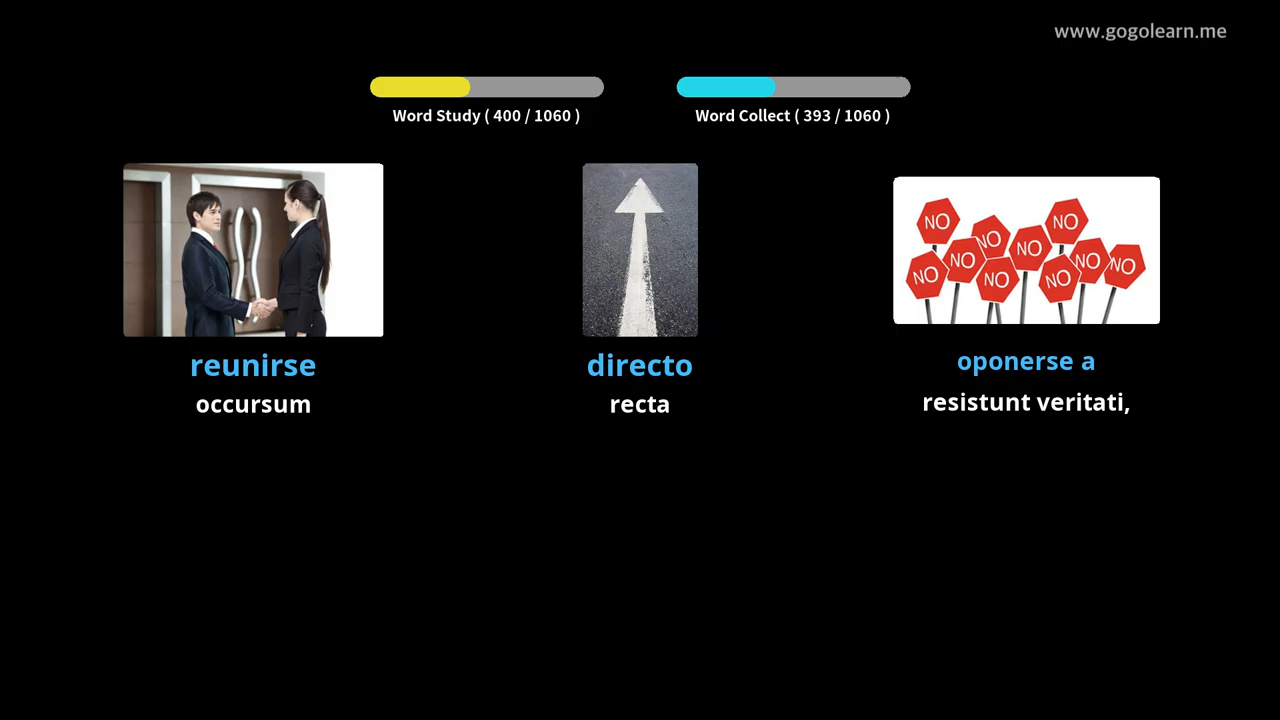 www.gogolearn.me
Word Study ( 400 / 1060 )
Word Collect ( 393 / 1060 )
NO
NO
NO
NO
NO
NO
NO
NO
NO
NO
reunirse
directo
oponerse a
occursum
recta
resistunt veritati,